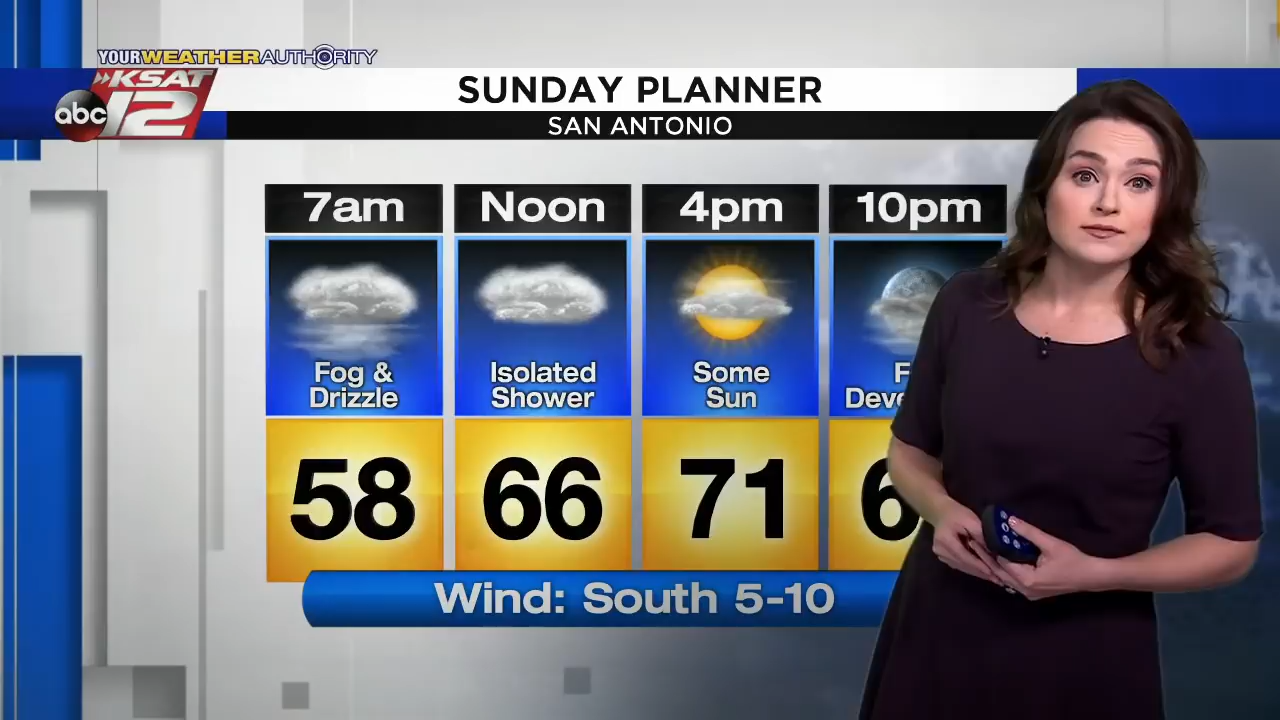 YOURWEATHERAUTHORITY
KSAT
abc 12
SUNDAY PLANNER
SAN ANTONIO
7am Noon 4pm 10pm
Fog & Drizzle
Isolated Shower
Some Sun
58 66 71
Wind: South 5-10